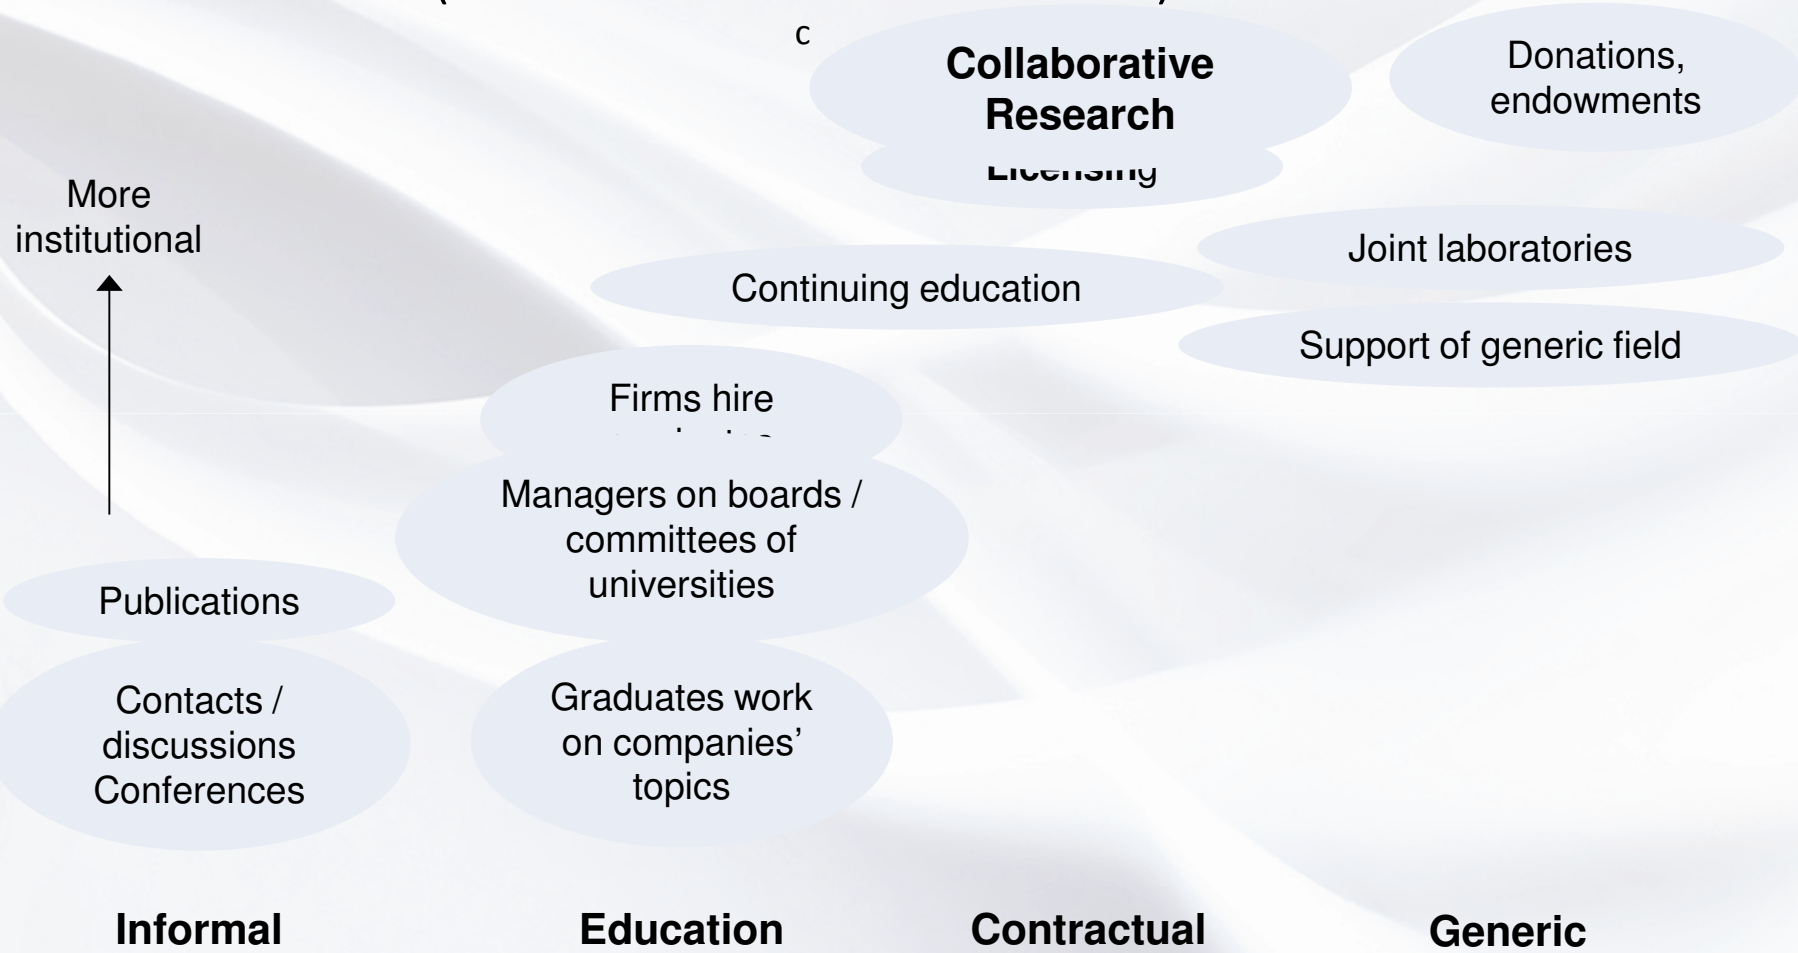 c
Collaborative
Research
Donations,
endowments
Licensing
More
institutional
Joint laboratories
Continuing education
Support of generic field
Firms hire
Managers on boards /
committees of
universities
Publications
Contacts /
discussions
Conferences
Graduates work
on companies’
topics
Informal
Education
Contractual
Generic